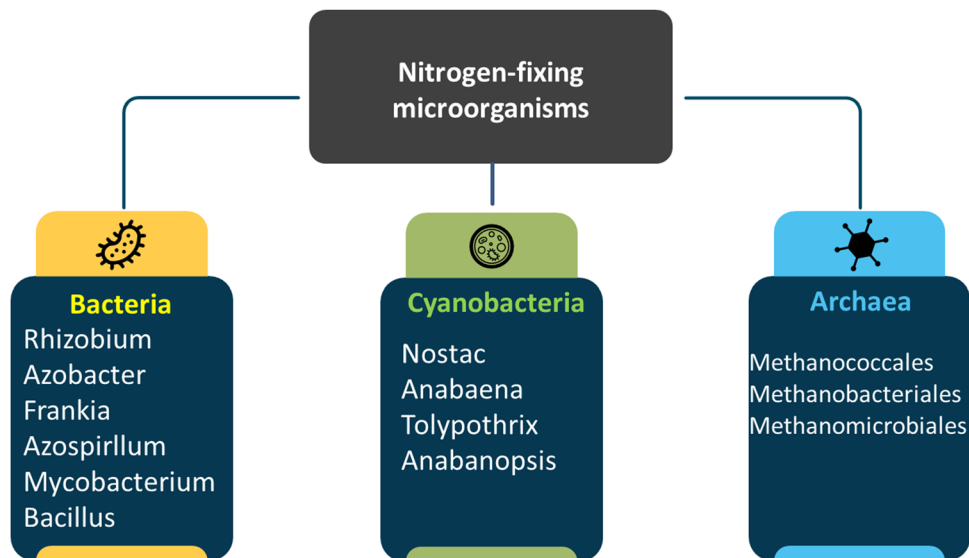 Nitrogen-fixing
microorganisms
Bacteria
Rhizobium
Azobacter
Frankia
Azospirllum
Mycobacterium
Bacillus
Cyanobacteria
Nostac
Anabaena
Tolypothrix
Anabanopsis
Archaea
Methanococcales
Methanobacteriales
Methanomicrobiales